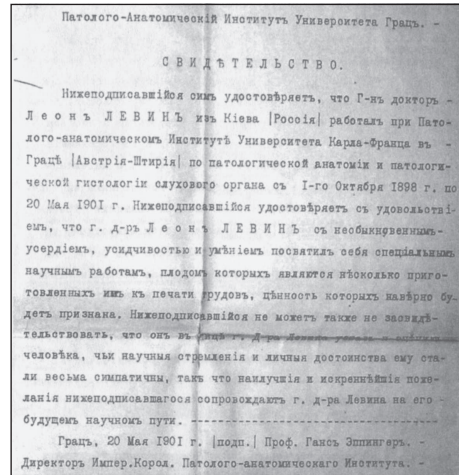 Патолого-Анатомическій Институтъ Университета Грацъ. -
СВИДѢТЕЛЬСТВО.
Нижеподписавшійся симъ удостовѣряетъ, что Г-нъ докторъ -
Леонъ ЛЕВИНЪ изъ Кіева |Россія| работалъ при Пато-
лого-анатомическомъ Институтѣ Университета Карла-Франца въ -
Грацѣ |Австрія-Штирія| по патологической анатоміи и патологи-
ческой гистологіи слухового органа съ I-го Октября 1898 г. по
20 Мая 1901 г. Нижеподписавшійся удостовѣряетъ съ удовольстві-
емъ, что г. д-ръ Леонъ ЛЕВИНЪ съ необыкновеннымъ-
усердіемъ, усидчивостью и умѣніемъ посвятилъ себя спеціальнымъ
научнымъ работамъ, плодомъ которыхъ являются нѣсколько приго-
товленныхъ имъ къ печати трудовъ, цѣнность которыхъ навѣрно бу-
детъ признана. Нижеподписавшійся не можетъ также не засвидѣ-
тельствовать, что онъ въ лицѣ г. Д-ра Левина
человѣка, чьи научныя стремленія и личныя достоинства ему ста-
ли весьма симпатичны, такъ что наилучшія и искреннѣйшія поже-
ланія нижеподписавшагося сопровождаютъ г. д-ра Левина на его -
будущемъ научномъ пути. ---------------------------
Грацъ, 20 Мая 1901 г. |подп.| Проф. Гансъ Эппингеръ. -
Директоръ Импер.Корол. Патолого-анатомическаго Института. -